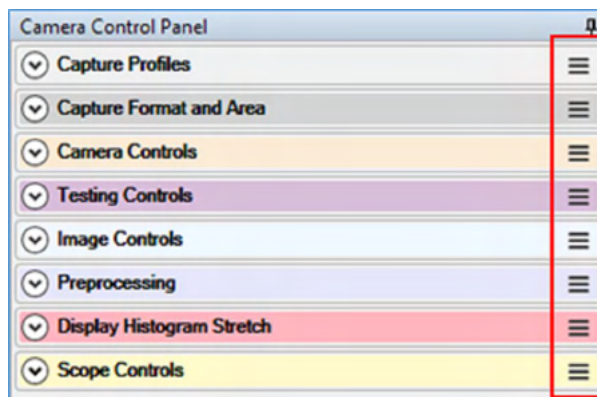 Camera Control Panel
Capture Profiles
Capture Format and Area
Camera Controls
Testing Controls
Image Controls
Preprocessing
Display Histogram Stretch
Scope Controls